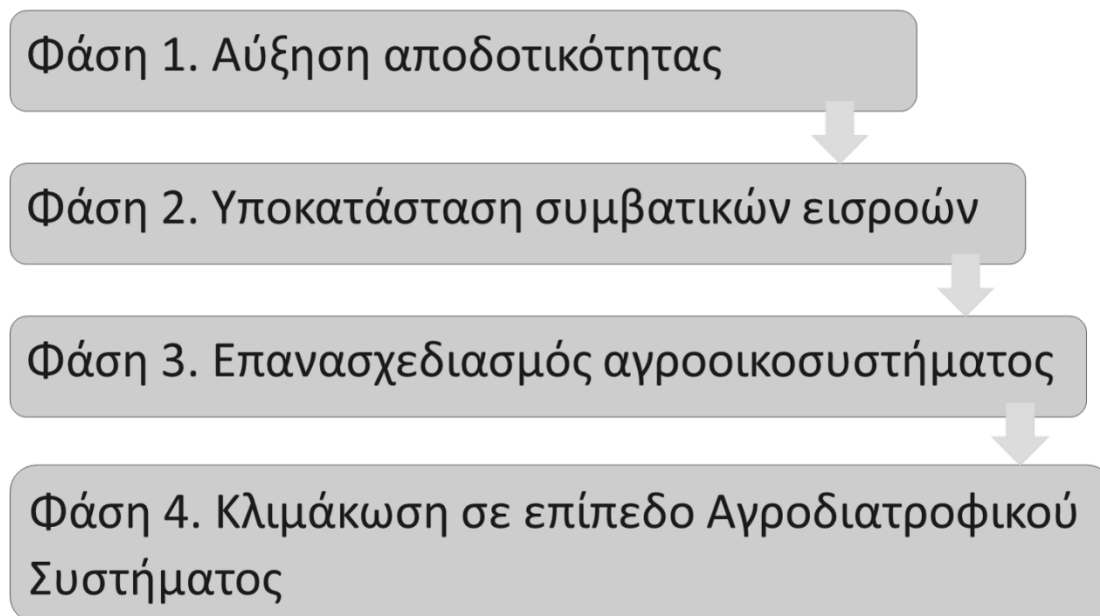 Φάση 1. Αύξηση αποδοτικότητας
Φάση 2. Υποκατάσταση συμβατικών εισροών
Φάση 3. Επανασχεδιασμός αγροοικοσυστήματος
Φάση 4. Κλιμάκωση σε επίπεδο Αγροδιατροφικού
Συστήματος